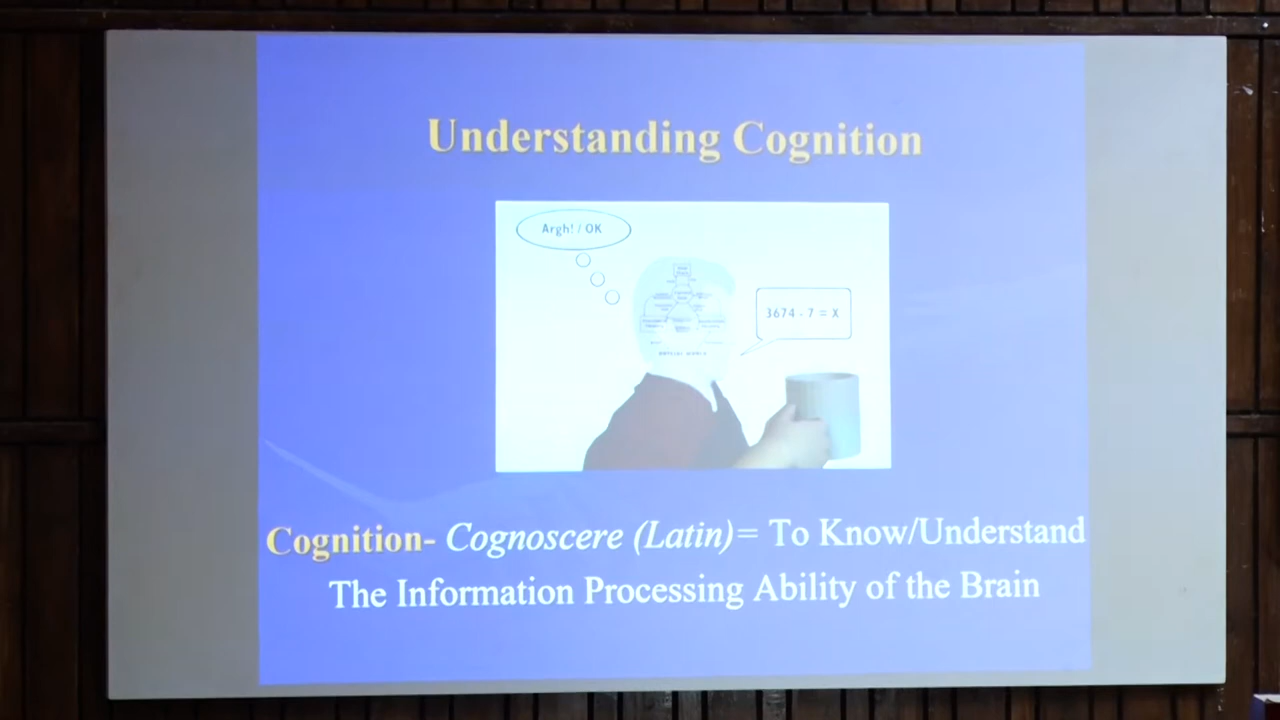 Understanding Cognition
Argh! / OK
3674 - 7 = X
Cognition- Cognoscere (Latin)= To Know/Understand
The Information Processing Ability of the Brain